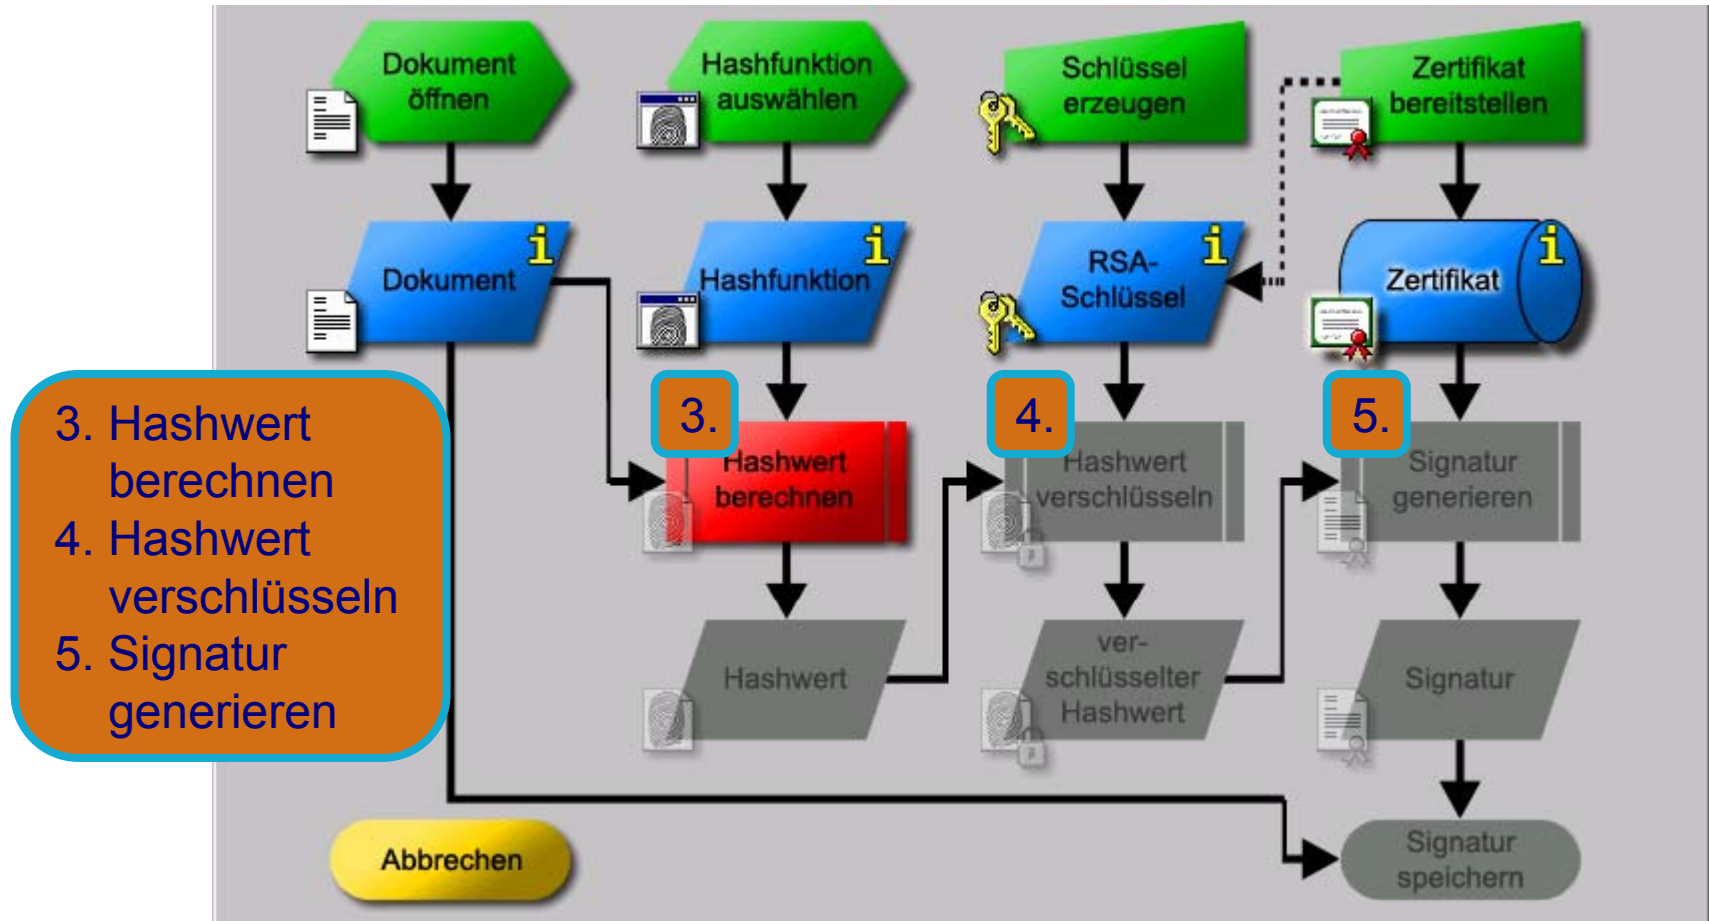 Dokument
öffnen
Hashfunktion
auswählen
Schlüssel
erzeugen
Zertifikat
bereitstellen
Dokument
i
Hashfunktion
i
RSA-
Schlüssel
i
Zertifikat
i
3. Hashwert
berechnen
4. Hashwert
verschlüsseln
5. Signatur
generieren
3.
4.
5.
Hashwert
berechnen
Hashwert
verschlüsseln
Signatur
generieren
Hashwert
ver-
schlüsselter
Hashwert
Signatur
Abbrechen
Signatur
speichern